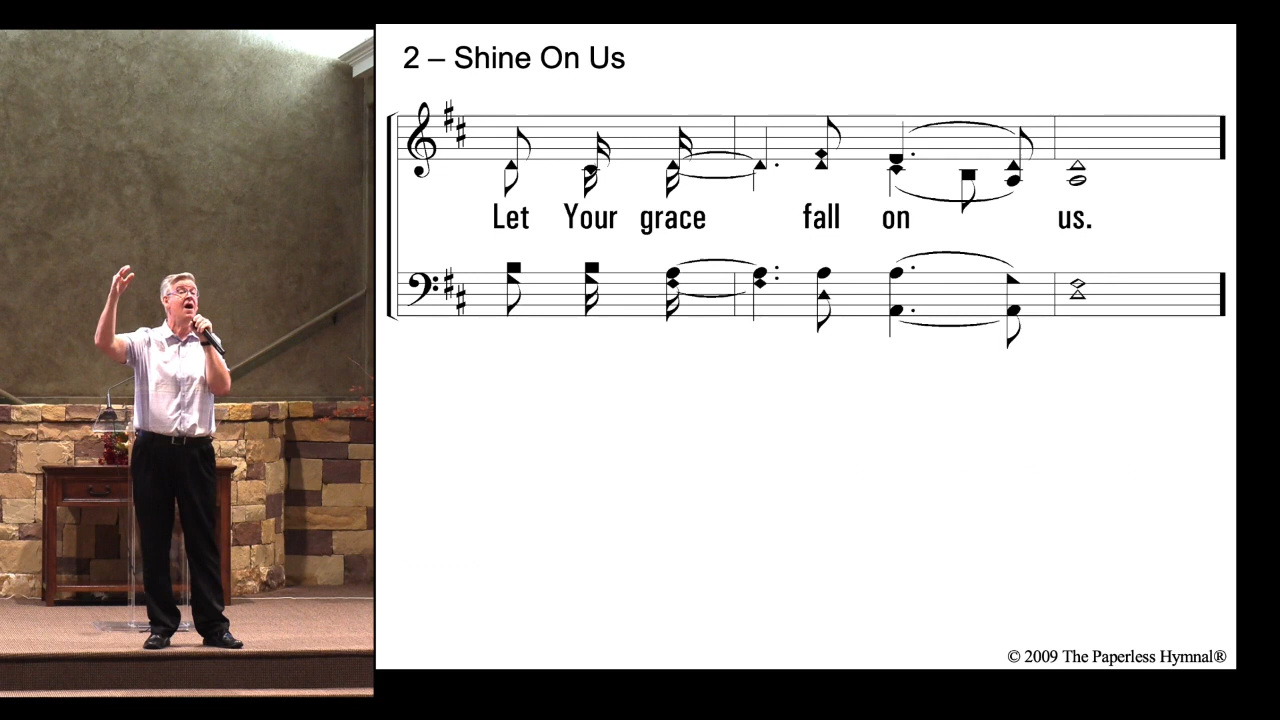 2 – Shine On Us
Let Your grace fall on us.
© 2009 The Paperless Hymnal®